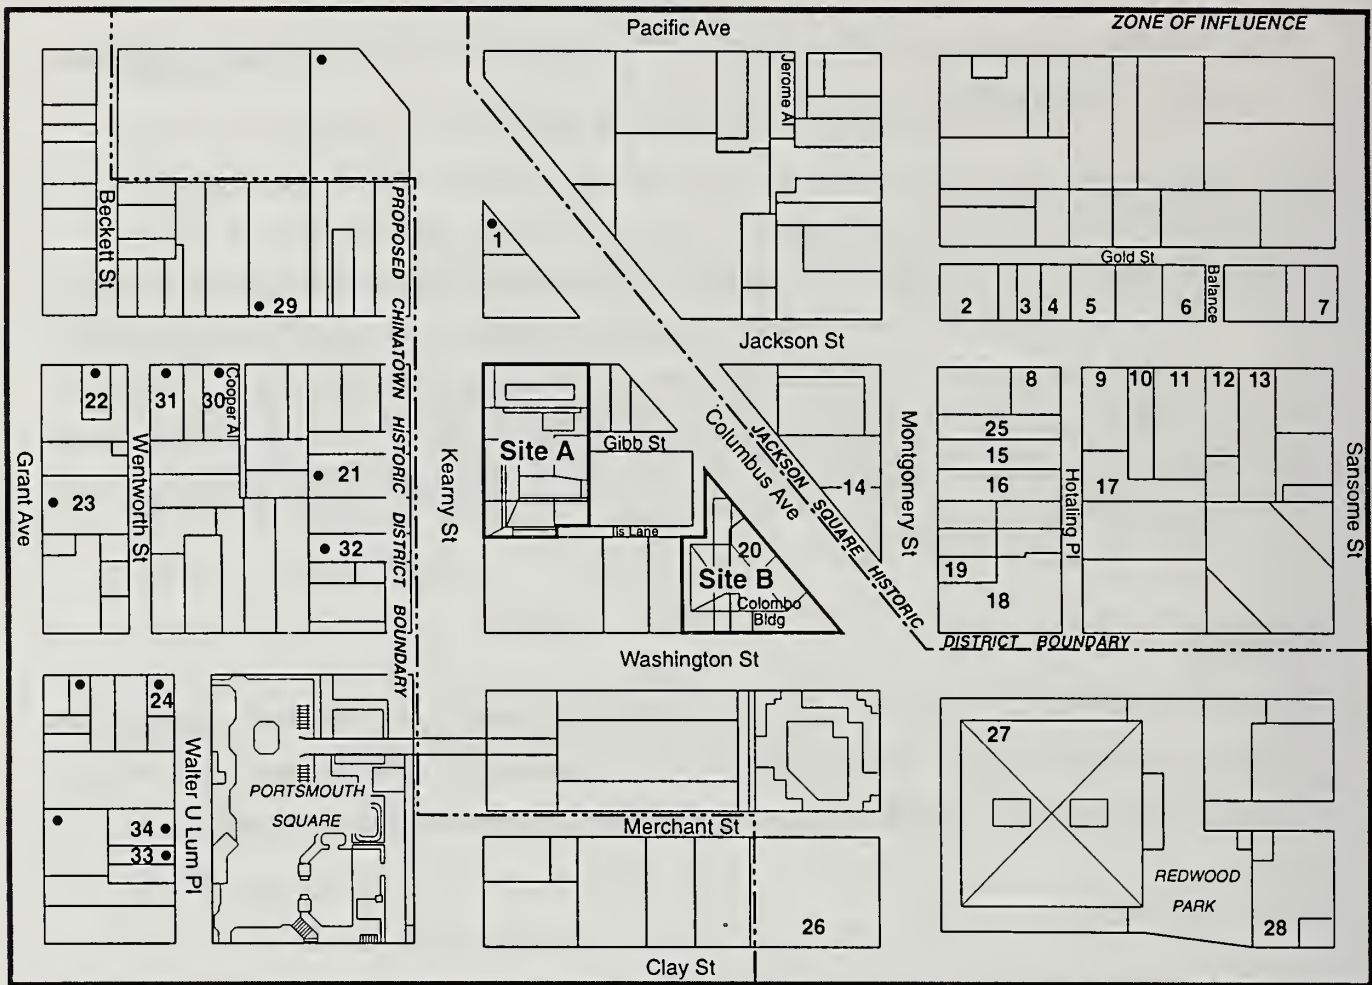 Pacific Ave
ZONE OF INFLUENCE
Jerome Al
Beckett St
PROPOSED CHINATOWN HISTORIC DISTRICT BOUNDARY
1
Gold St
Balance
29
2
3
4
5
6
7
Jackson St
22
31
30
Cooper Al
8
9
10
11
12
13
Site A
Gibb St
Columbus Ave
JACKSON SQUARE HISTORIC
Montgomery St
25
15
16
Hotaling Pl
17
Sansome St
Grant Ave
23
Wentworth St
21
Kearny St
14
32
Is Lane
20
Site B
Colombo
Bldg
19
18
DISTRICT BOUNDARY
Washington St
24
Walter U Lum Pl
PORTSMOUTH
SQUARE
27
34
33
Merchant St
REDWOOD
PARK
26
28
Clay St